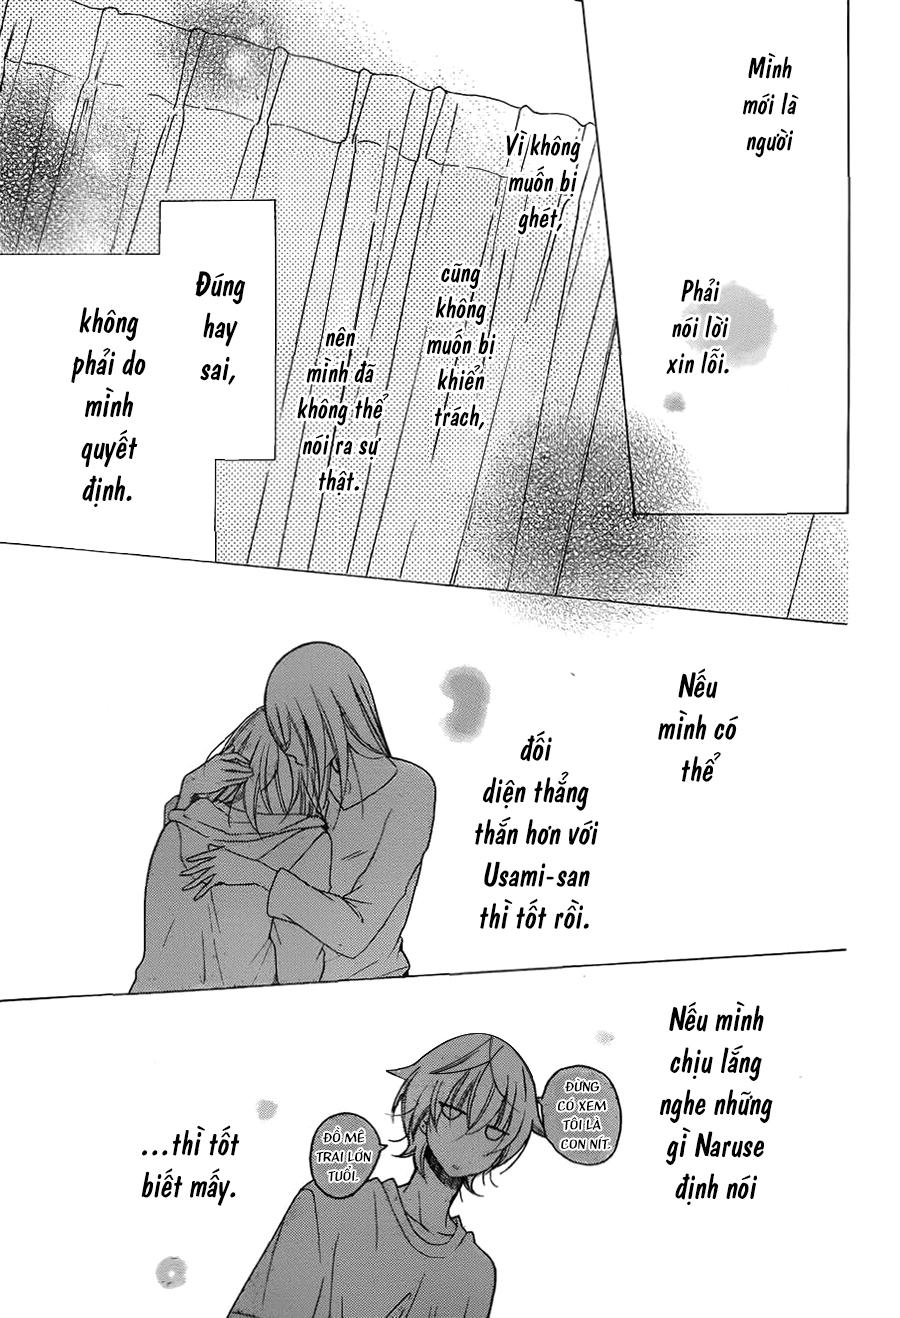 Mình
mới là
người
Phải
nói lời
xin lỗi.
Vì không
muốn bị
ghét,
cũng
không
muốn bị
khiển
trách,
nên
mình đã
không thể
nói ra sự
thật.
Đúng
hay
sai,
không
phải do
mình
quyết
định.
Nếu
mình có
thể
đối
diện thẳng
thắn hơn với
Usami-san
thì tốt rồi.
Nếu mình
chịu lắng
nghe những
gì Naruse
định nói
ĐỪNG
CÓ XEM
TÔI LÀ
CON NÍT.
ĐỒ MÊ
TRAI LỚN
TUỔI.
...thì tốt
biết mấy.